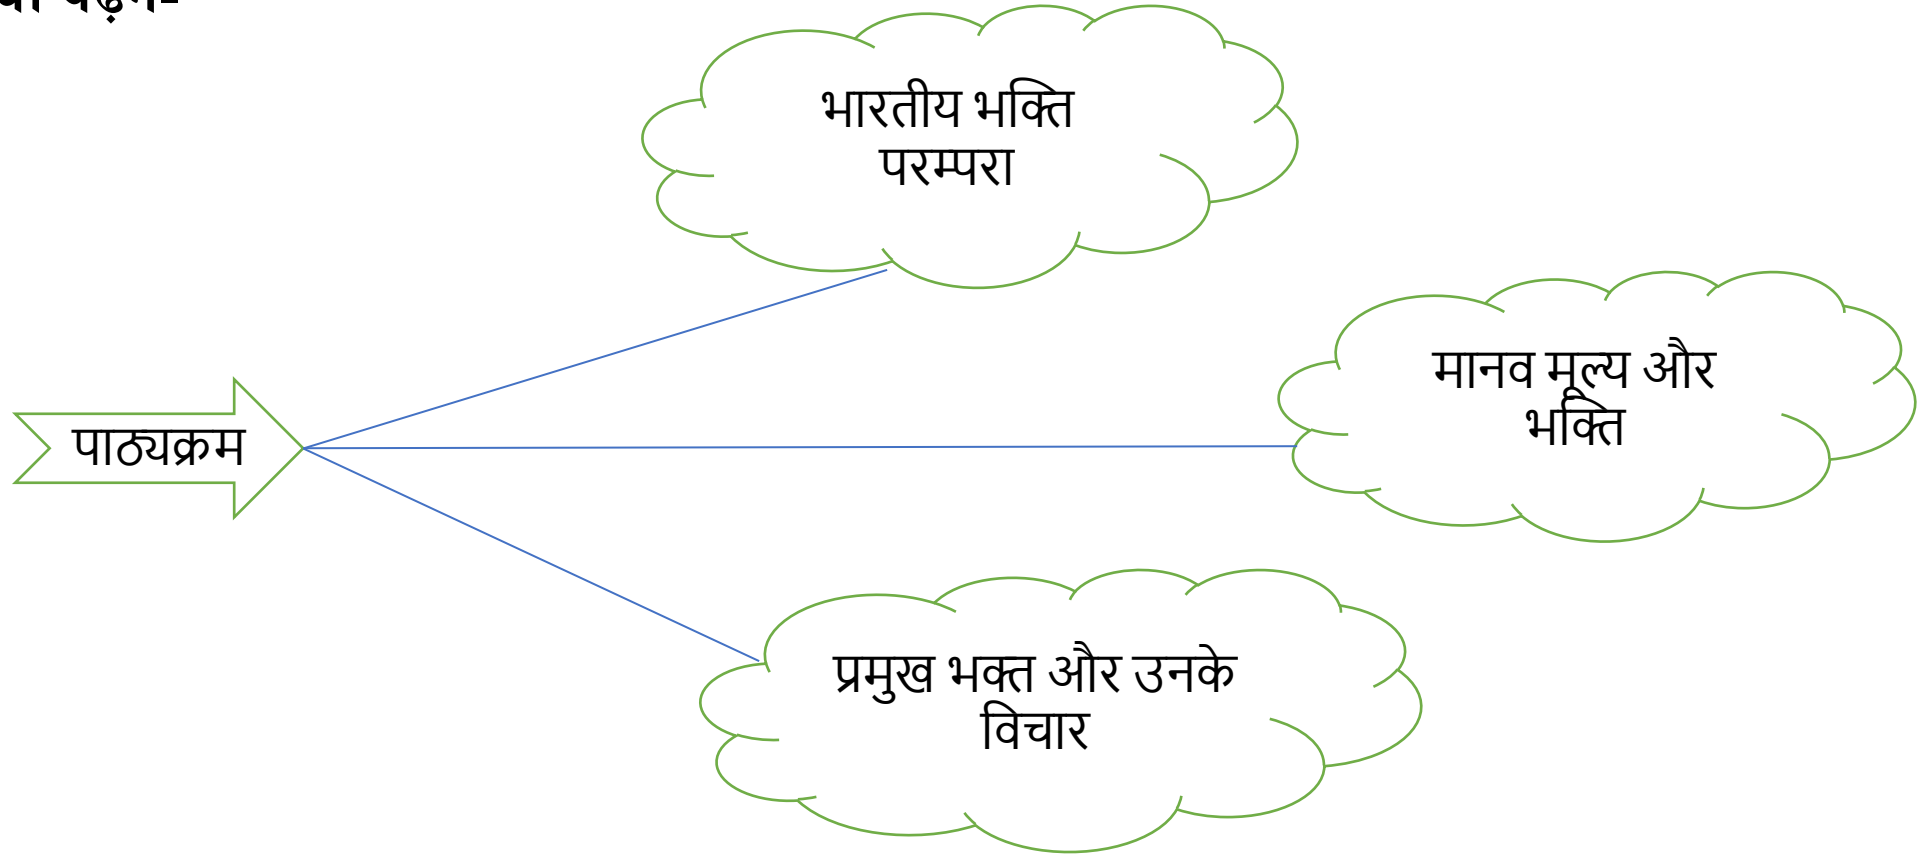 भारतीय भक्ति
परम्परा
मानव मूल्य और
भक्ति
पाठ्यक्रम
प्रमुख भक्त और उनके
विचार